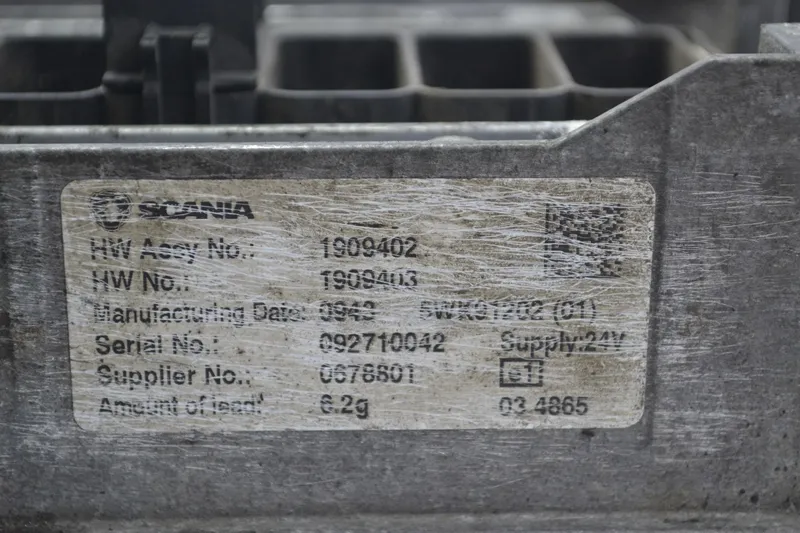 SCANIA
HW Assy No.: 1909402
HW No.: 1909403
Manufacturing Date: 0943 5WK91202 (01)
Serial No.: 092710042 Supply:24V
Supplier No.: 0678801 e1
Amount of lead: 6.2g 03 4865